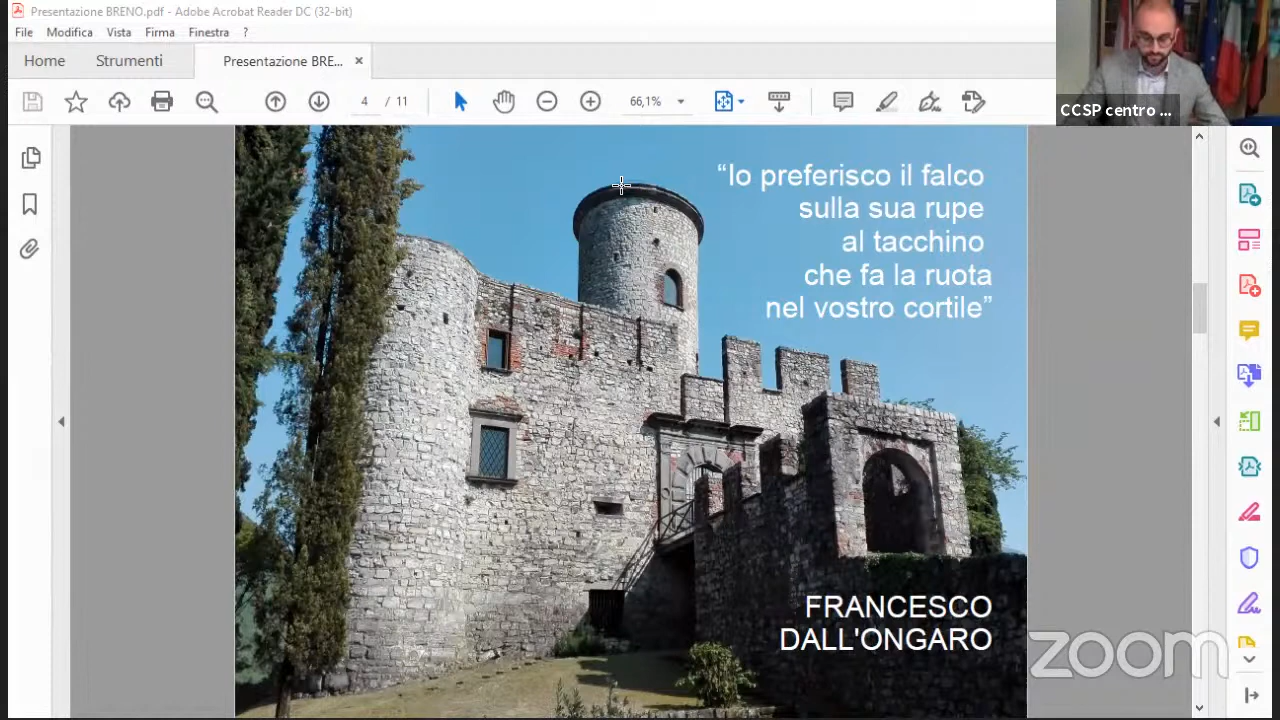 Presentazione BRENO.pdf - Adobe Acrobat Reader DC (32-bit)
File Modifica Vista Firma Finestra ?
Home Strumenti Presentazione BRE... ×
4 / 11 66,1%
CCSP centro ...
“Io preferisco il falco
sulla sua rupe
al tacchino
che fa la ruota
nel vostro cortile”
FRANCESCO
DALL'ONGARO
zoom